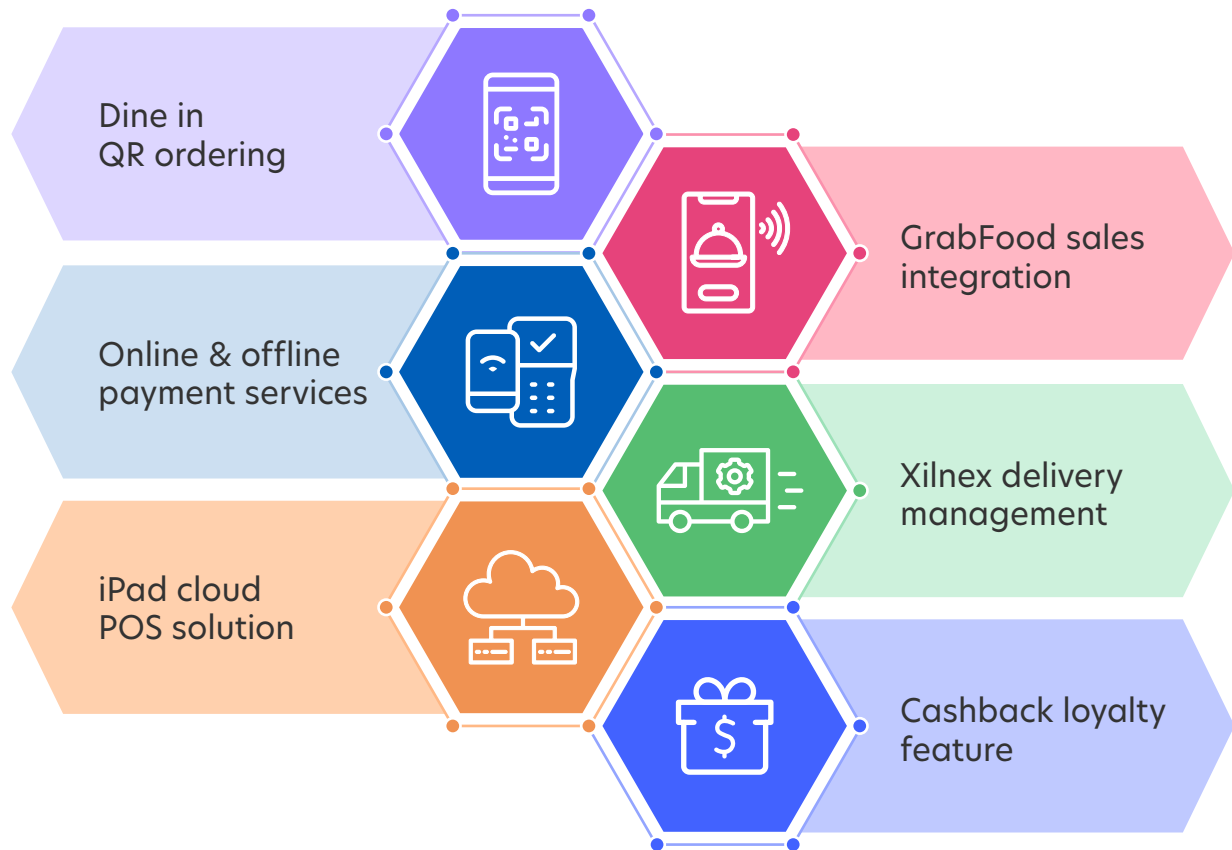 Dine in
QR ordering
GrabFood sales
integration
Online & offline
payment services
Xilnex delivery
management
iPad cloud
POS solution
$
Cashback loyalty
feature